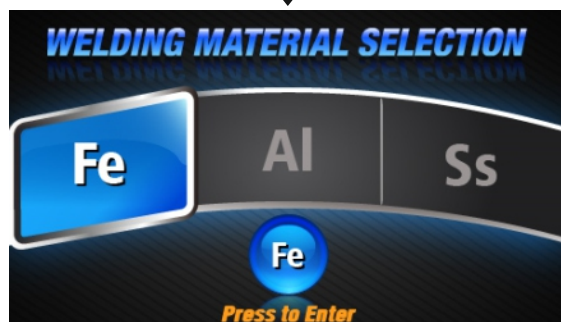 WELDING MATERIAL SELECTION
Fe Al Ss
Fe
Press to Enter